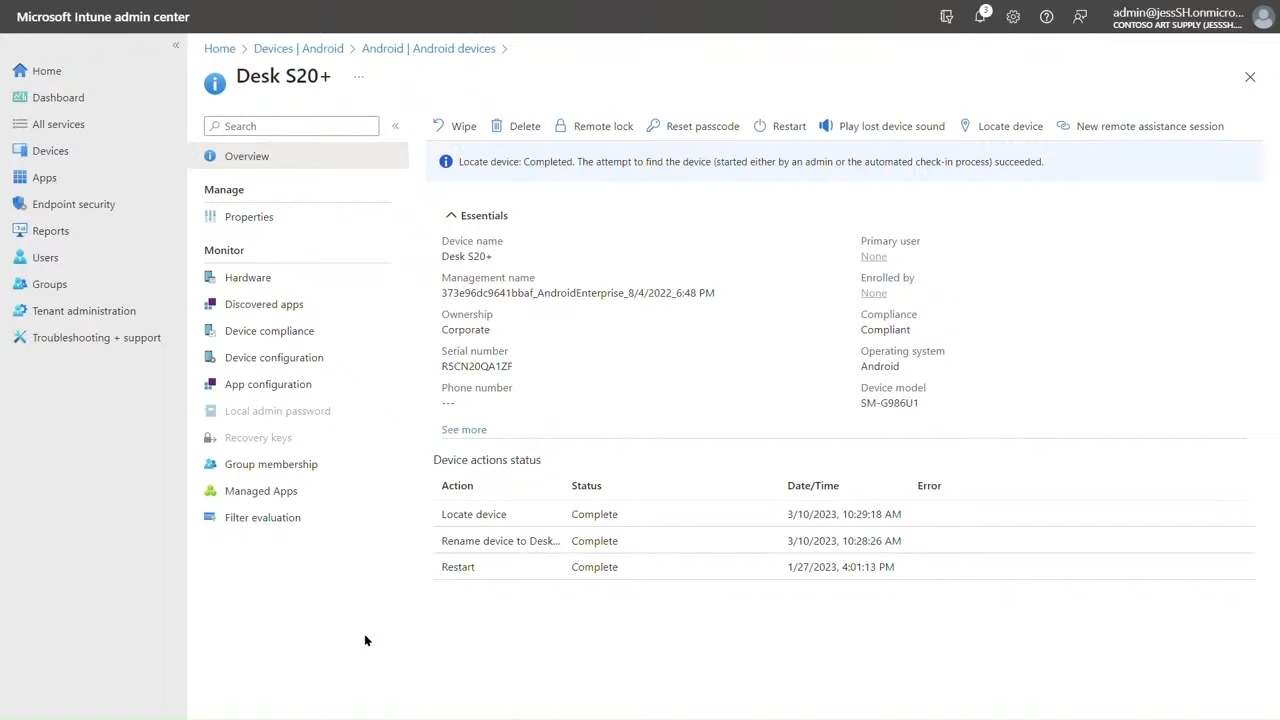 Microsoft Intune admin center
3
admin@jessSH.onmicro...
CONTOSO ART SUPPLY (JESSSH....
«
Home
Dashboard
All services
Devices
Apps
Endpoint security
Reports
Users
Groups
Tenant administration
Troubleshooting + support
Home > Devices | Android > Android | Android devices >
Desk S20+ ...
Search
«
Overview
Manage
Properties
Monitor
Hardware
Discovered apps
Device compliance
Device configuration
App configuration
Local admin password
Recovery keys
Group membership
Managed Apps
Filter evaluation
Wipe Delete Remote lock Reset passcode Restart Play lost device sound Locate device New remote assistance session
Locate device: Completed. The attempt to find the device (started either by an admin or the automated check-in process) succeeded.
Essentials
Device name
Desk S20+
Management name
373e96dc9641bbaf_AndroidEnterprise_8/4/2022_6:48 PM
Ownership
Corporate
Serial number
R5CN20QA1ZF
Phone number
---
See more
Primary user
None
Enrolled by
None
Compliance
Compliant
Operating system
Android
Device model
SM-G986U1
Device actions status
Action Status Date/Time Error
Locate device Complete 3/10/2023, 10:29:18 AM
Rename device to Desk... Complete 3/10/2023, 10:28:26 AM
Restart Complete 1/27/2023, 4:01:13 PM